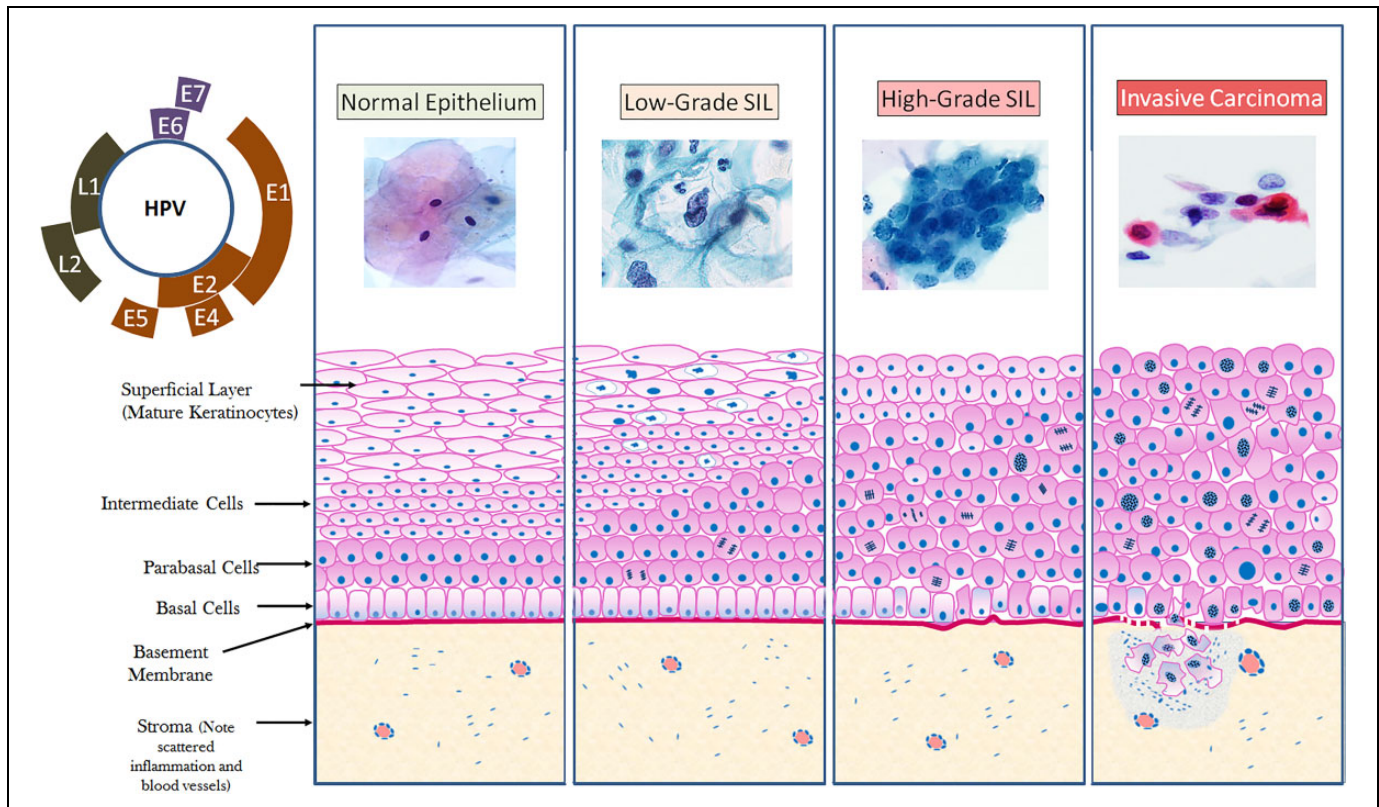 E7
E6
L1
E1
HPV
L2
E2
E5
E4
Normal Epithelium
Low-Grade SIL
High-Grade SIL
Invasive Carcinoma
Superficial Layer
(Mature Keratinocytes)
Intermediate Cells
Parabasal Cells
Basal Cells
Basement
Membrane
Stroma (Note
scattered
inflammation and
blood vessels)